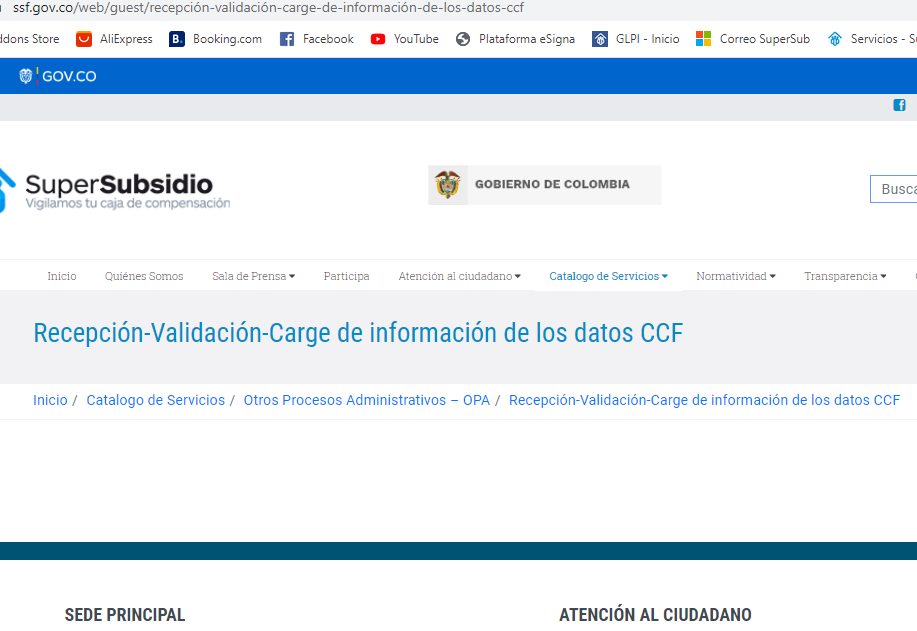 ssf.gov.co/web/guest/recepción-validación-carge-de-información-de-los-datos-ccf
ddons Store AliExpress B. Booking.com Facebook YouTube Plataforma eSigna GLPI - Inicio Correo SuperSub Servicios - S
GOV.CO
SuperSubsidio
Vigilamos tu caja de compensación
GOBIERNO DE COLOMBIA
Busca
Inicio Quiénes Somos Sala de Prensa Participa Atención al ciudadano Catalogo de Servicios Normatividad Transparencia
Recepción-Validación-Carge de información de los datos CCF
Inicio / Catalogo de Servicios / Otros Procesos Administrativos – OPA / Recepción-Validación-Carge de información de los datos CCF
SEDE PRINCIPAL ATENCIÓN AL CIUDADANO